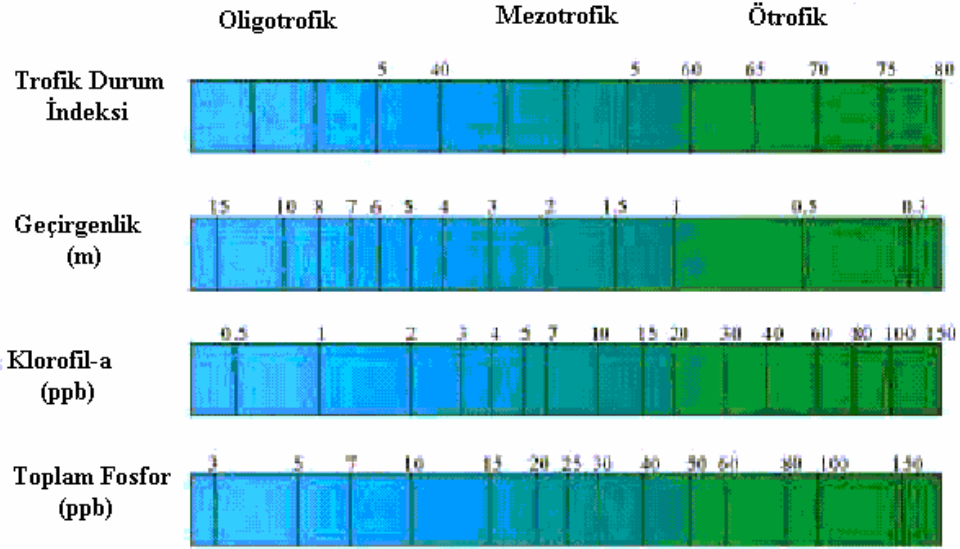 Oligotrofik Mezotrofik Ötrofik
5 40 5 60 65 70 75 80
Trofik Durum
İndeksi
15 10 8 7 6 5 4 3 2 1,5 1 0,5 0,3
Geçirgenlik
(m)
0,5 1 2 3 4 5 7 10 15 20 30 40 60 80 100 150
Klorofil-a
(ppb)
3 5 7 10 15 20 25 30 40 50 60 80 100 150
Toplam Fosfor
(ppb)